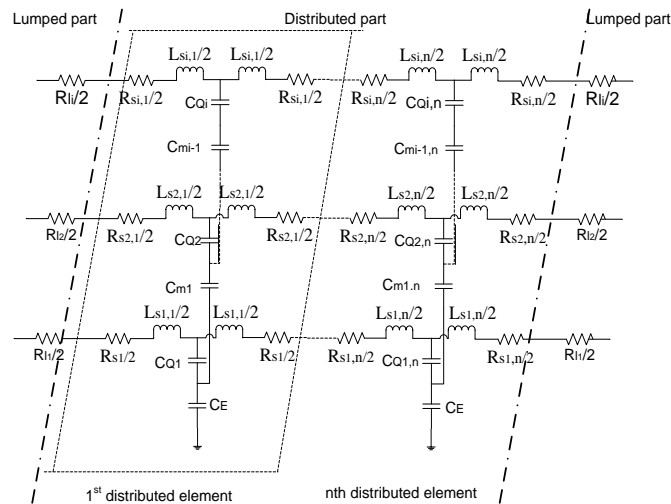 Lumped part Distributed part Lumped part
Lsi,1/2 Lsi,1/2 Lsi,n/2 Lsi,n/2
Rli/2 Rsi,1/2 CQi Rsi,1/2 Rsi,n/2 CQi,n Rsi,n/2 Rli/2
Cmi-1 Cmi-1,n
Ls2,1/2 Ls2,1/2 Ls2,n/2 Ls2,n/2
Rl2/2 Rs2,1/2 CQ2 Rs2,1/2 Rs2,n/2 CQ2,n Rs2,n/2 Rl2/2
Cm1 Cm1.n
Ls1,1/2 Ls1,1/2 Ls1,n/2 Ls1,n/2
Rl1/2 Rs1/2 CQ1 Rs1/2 Rs1,n/2 CQ1,n Rs1,n/2 Rl1/2
CE CE
1st distributed element nth distributed element